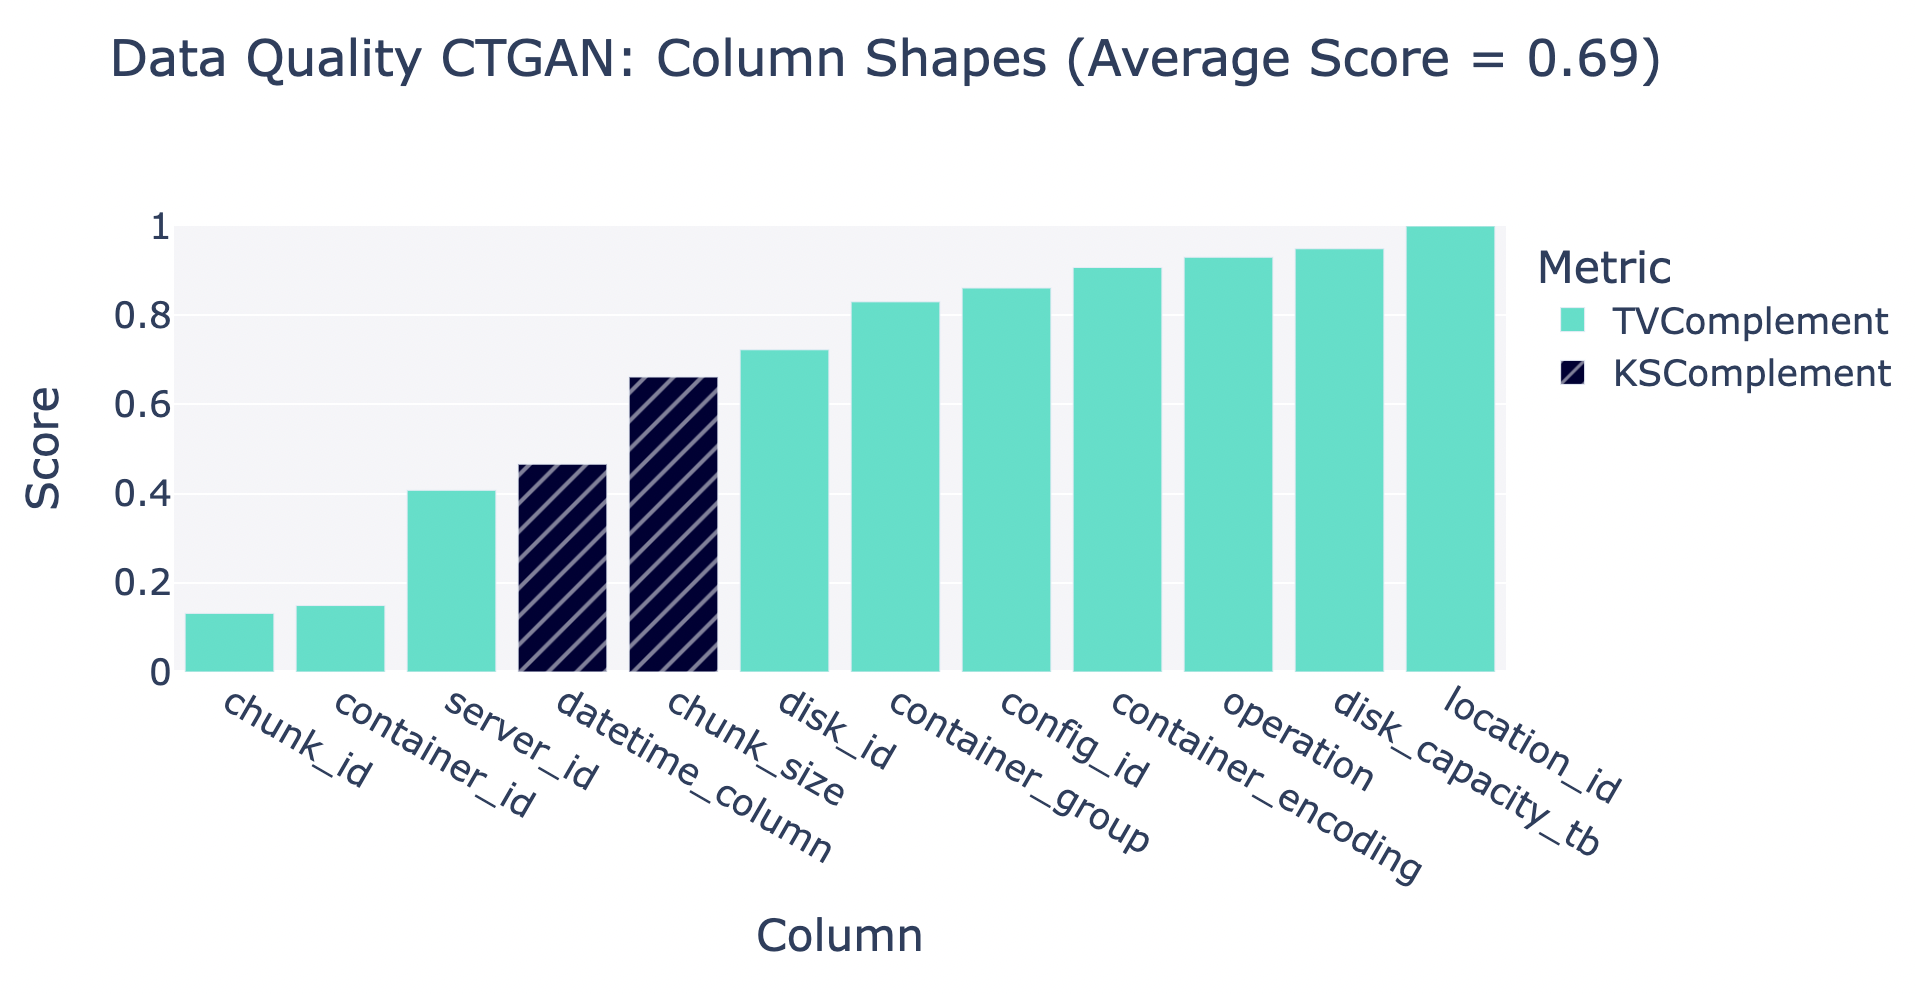 Data Quality CTGAN: Column Shapes (Average Score = 0.69)
1
0.8
0.6
0.4
0.2
0
Score
chunk_id
container_id
server_id
datetime_column
chunk_size
disk_id
container_group
config_id
container_encoding
operation
disk_capacity_tb
location_id
Column
Metric
TVComplement
KSComplement